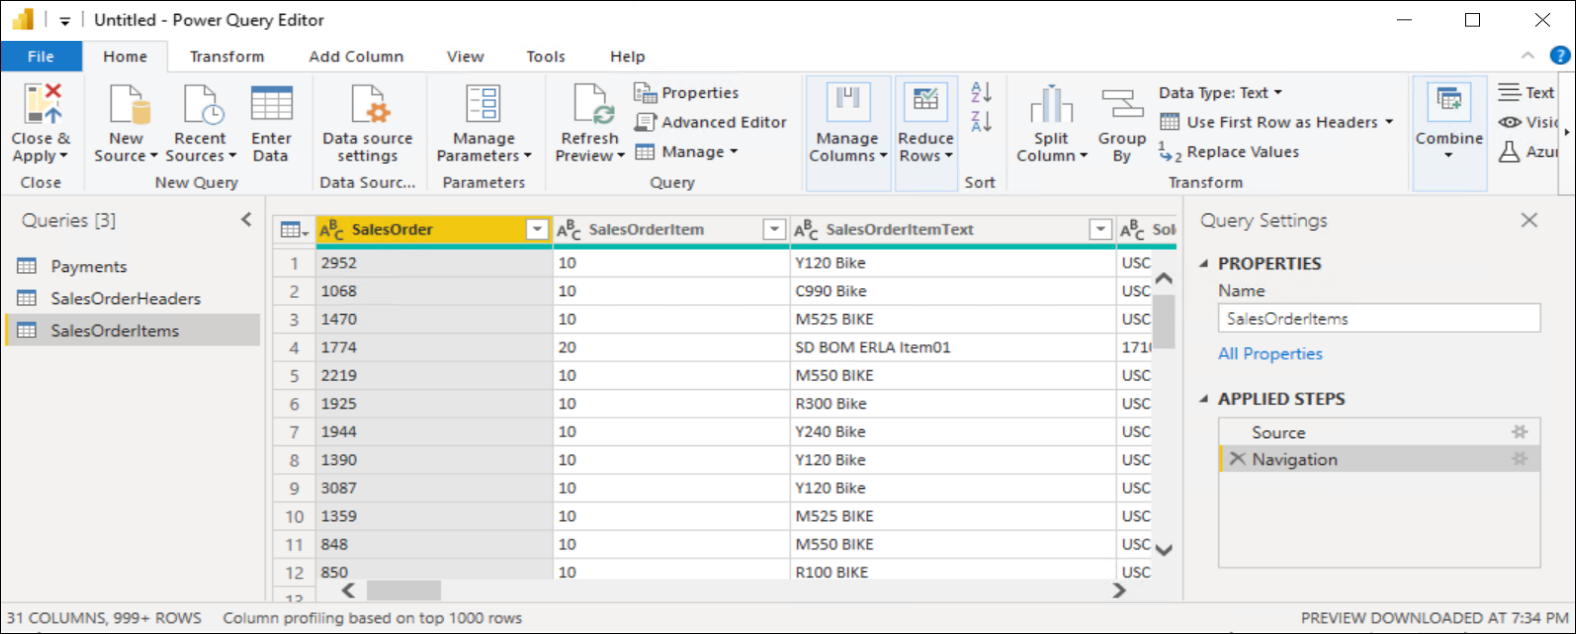 Untitled - Power Query Editor
File Home Transform Add Column View Tools Help
Close & Apply
New Source
Recent Sources
Enter Data
Data source settings
Manage Parameters
Refresh Preview
Properties
Advanced Editor
Manage
Manage Columns
Reduce Rows
Split Column
Group By
Data Type: Text
Use First Row as Headers
Replace Values
Combine
Text
Close New Query Data Sourc... Parameters Query Sort Transform
Queries [3]
Payments
SalesOrderHeaders
SalesOrderItems
SalesOrder SalesOrderItem SalesOrderItemText
1 2952 10 Y120 Bike USC
2 1068 10 C990 Bike USC
3 1470 10 M525 BIKE USC
4 1774 20 SD BOM ERLA Item01 171
5 2219 10 M550 BIKE USC
6 1925 10 R300 Bike USC
7 1944 10 Y240 Bike USC
8 1390 10 Y120 Bike USC
9 3087 10 Y120 Bike USC
10 1359 10 M525 BIKE USC
11 848 10 M550 BIKE USC
12 850 10 R100 BIKE USC
Query Settings
PROPERTIES
Name
SalesOrderItems
All Properties
APPLIED STEPS
Source
Navigation
31 COLUMNS, 999+ ROWS Column profiling based on top 1000 rows PREVIEW DOWNLOADED AT 7:34 PM